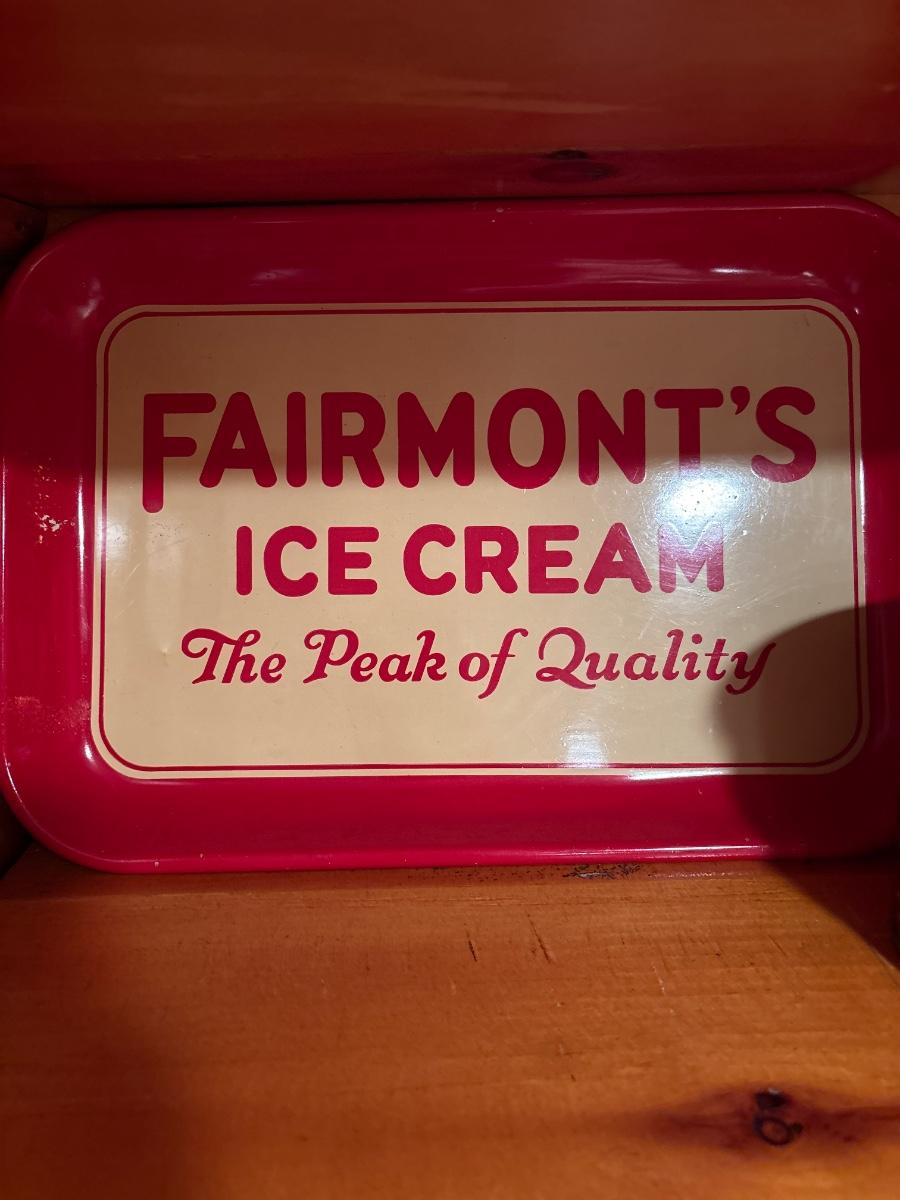 FAIRMONT'S
ICE CREAM
The Peak of Quality